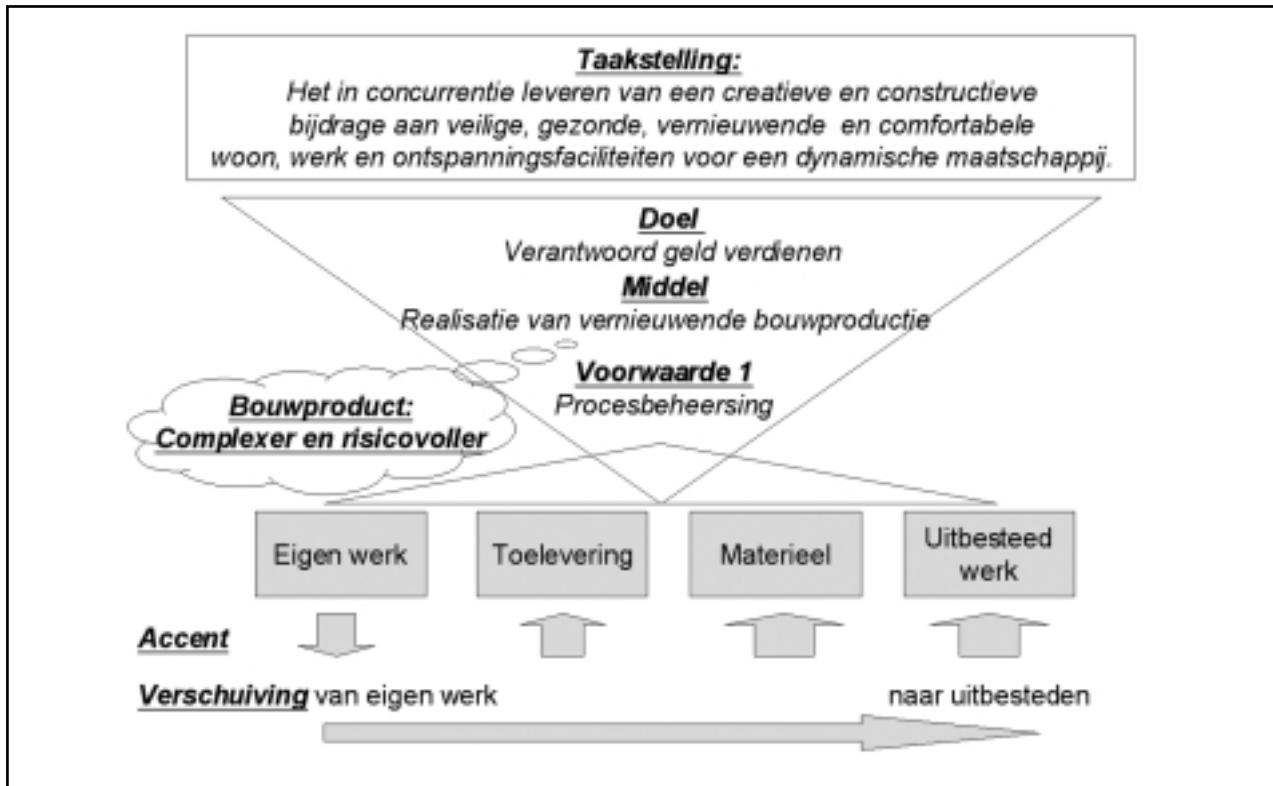 Taakstelling:
Het in concurrentie leveren van een creatieve en constructieve
bijdrage aan veilige, gezonde, vernieuwende en comfortabele
woon, werk en ontspanningsfaciliteiten voor een dynamische maatschappij.
Doel
Verantwoord geld verdienen
Middel
Realisatie van vernieuwende bouwproductie
Voorwaarde 1
Procesbeheersing
Bouwproduct:
Complexer en risicovoller
Eigen werk
Toelevering
Materieel
Uitbesteed
werk
Accent
Verschuiving van eigen werk naar uitbesteden